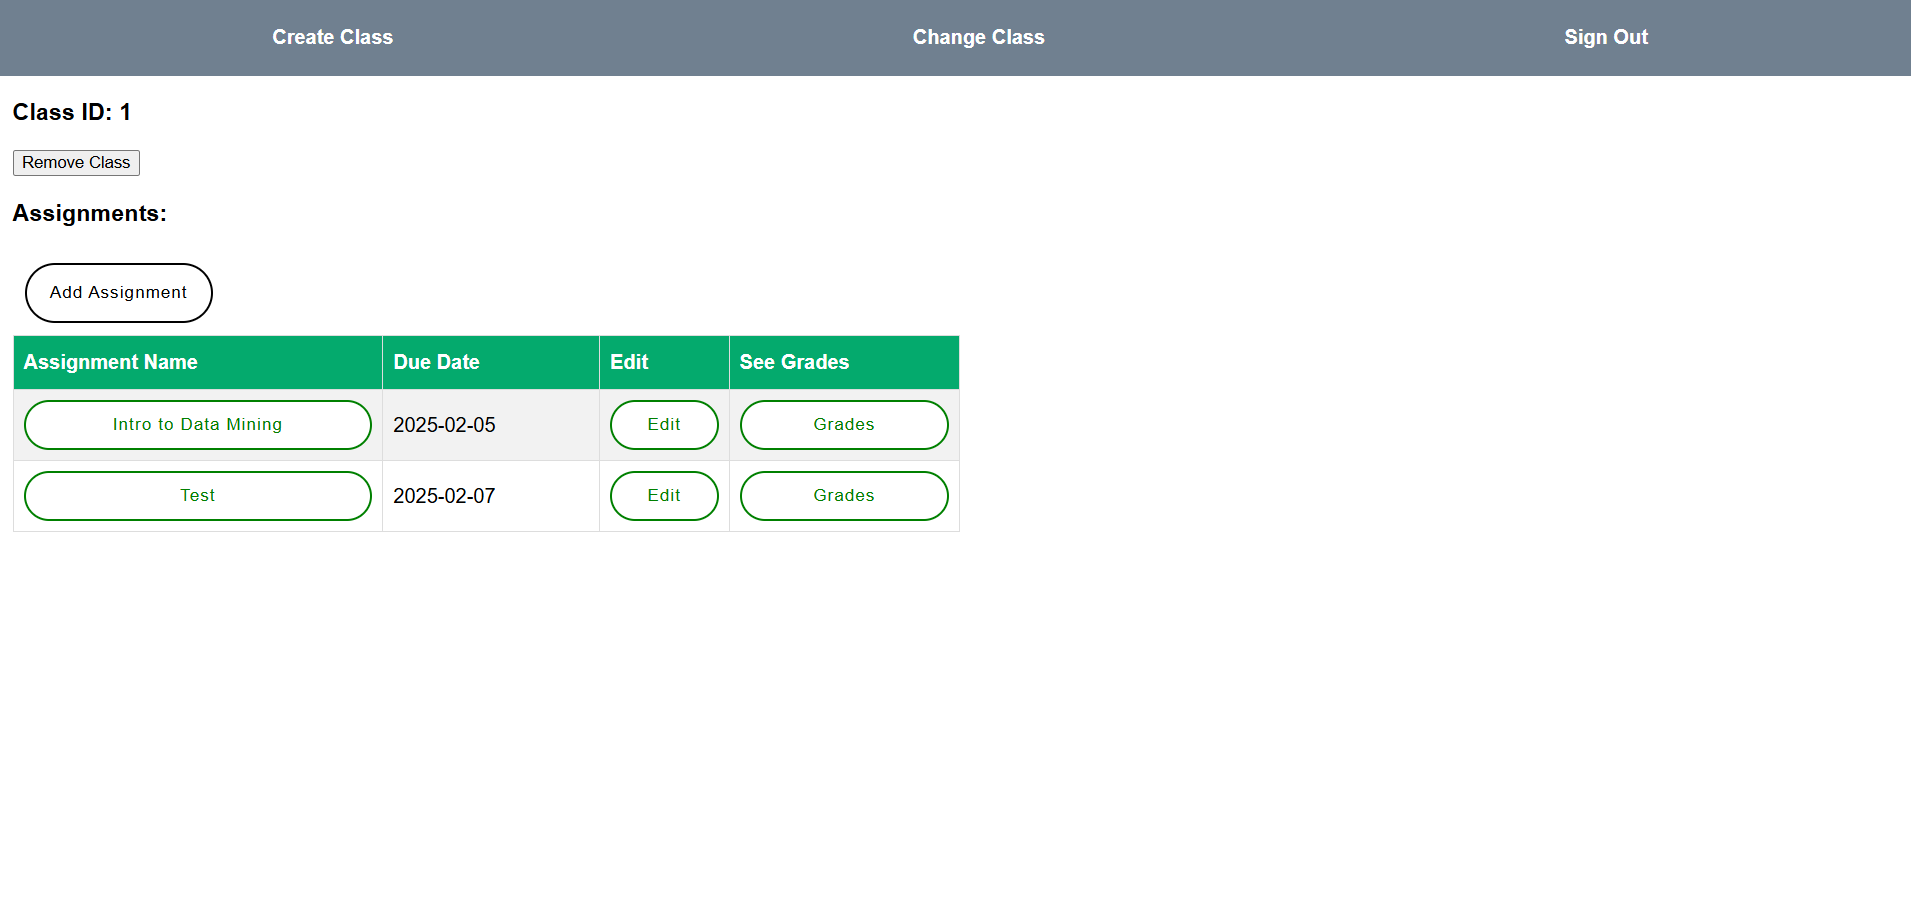 Create Class Change Class Sign Out
Class ID: 1
Remove Class
Assignments:
Add Assignment
Assignment Name Due Date Edit See Grades
Intro to Data Mining 2025-02-05 Edit Grades
Test 2025-02-07 Edit Grades